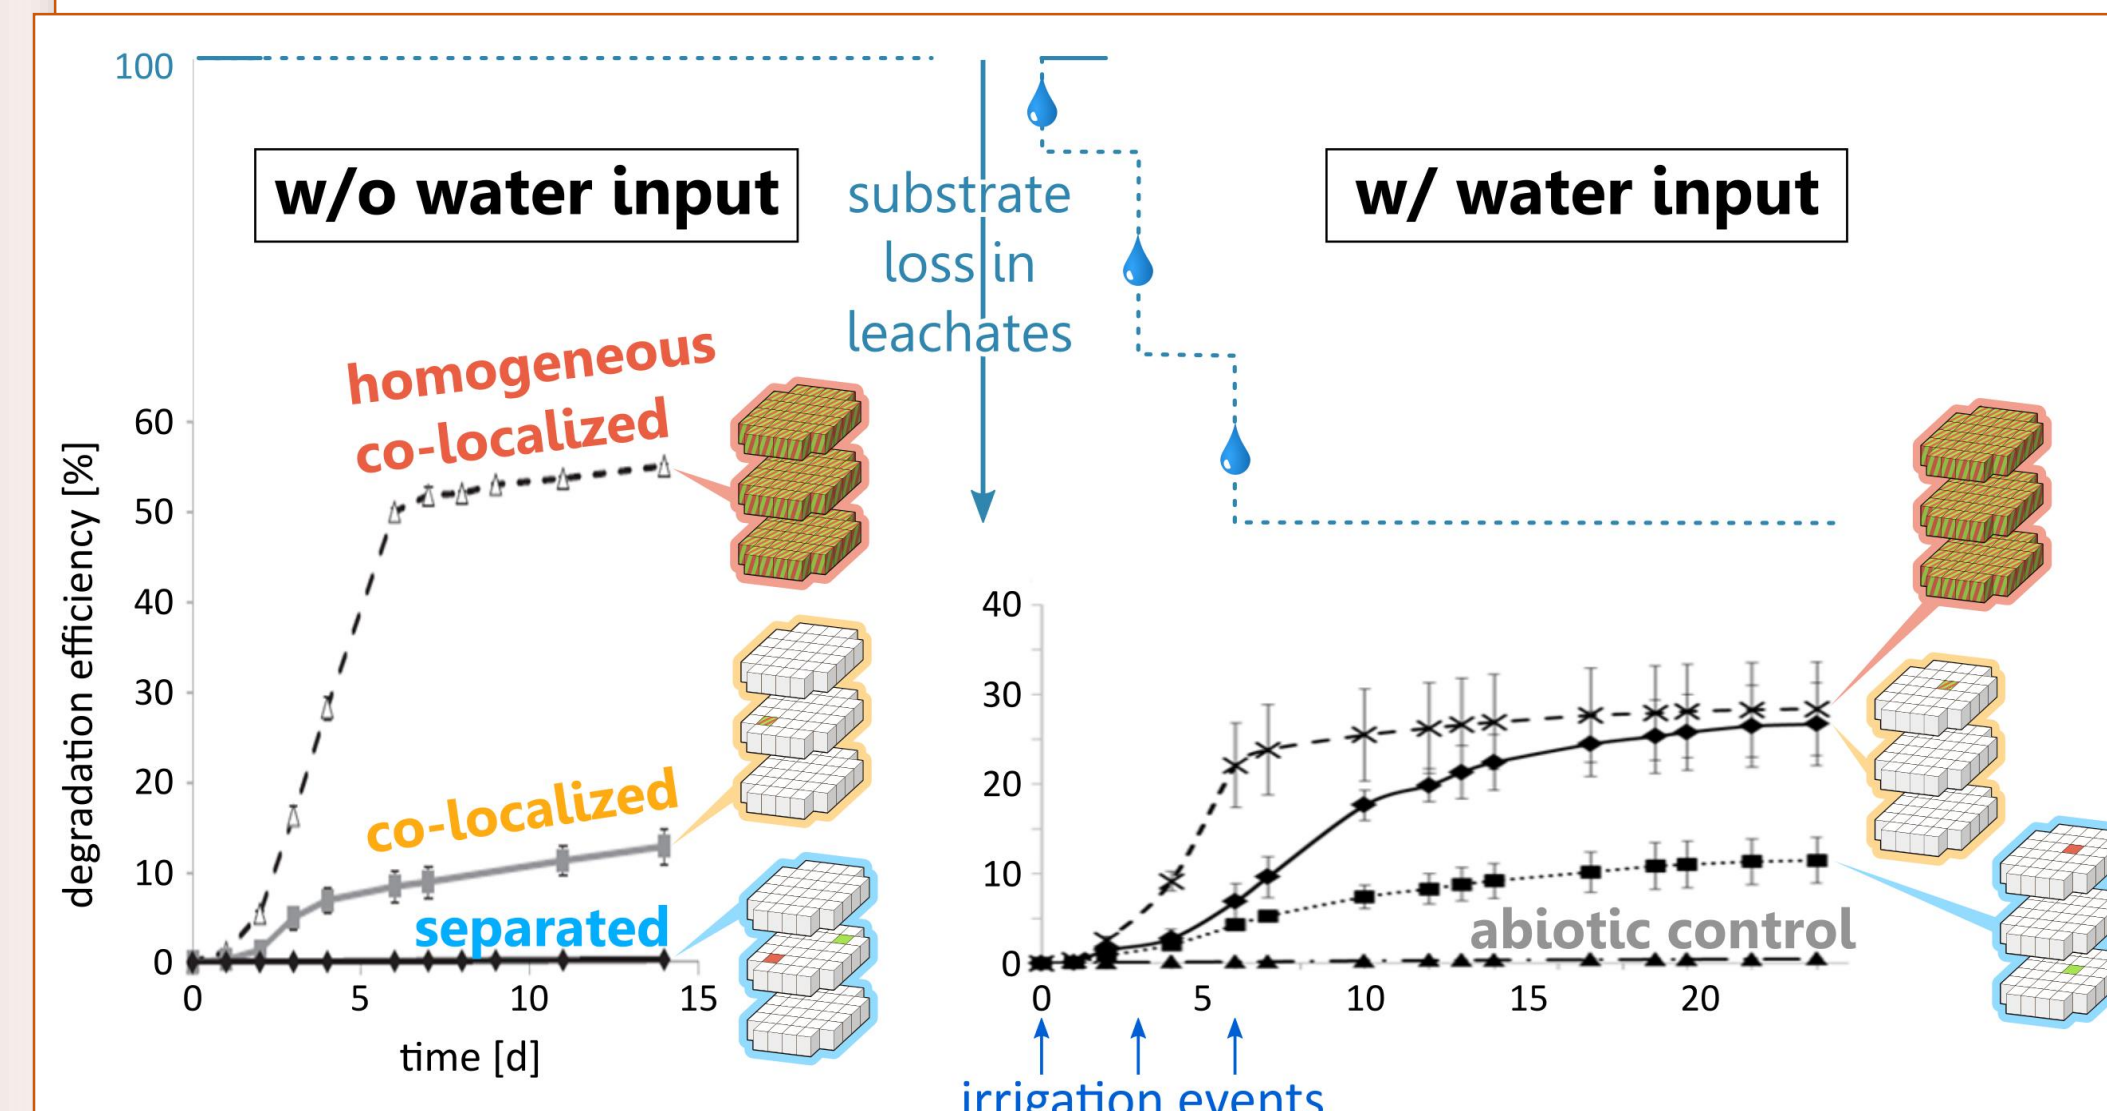 100
w/o water input
substrate
loss in
leachates
w/ water input
homogeneous
co-localized
degradation efficiency [%]
60
50
40
30
20
10
0
co-localized
separated
0 5 10 15
time [d]
40
30
20
10
0
abiotic control
0 5 10 15 20
irrigation events